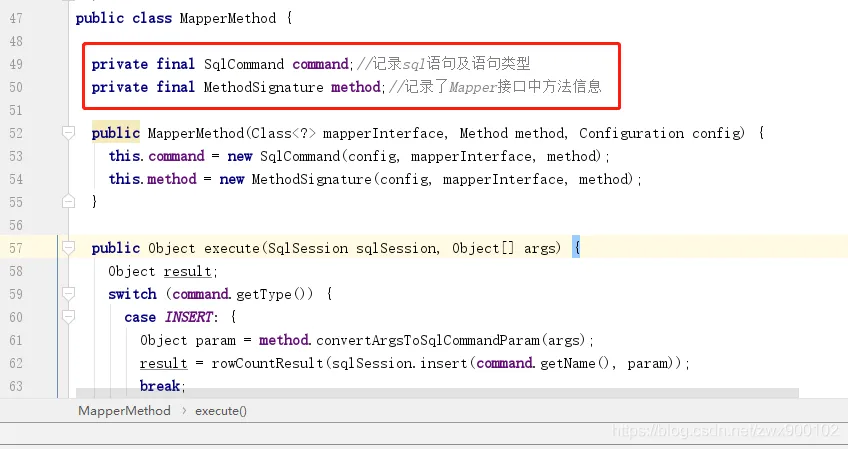 47 public class MapperMethod {
48
49 private final SqlCommand command;//记录sql语句及语句类型
50 private final MethodSignature method;//记录了Mapper接口中方法信息
51
52 public MapperMethod(Class<?> mapperInterface, Method method, Configuration config) {
53 this.command = new SqlCommand(config, mapperInterface, method);
54 this.method = new MethodSignature(config, mapperInterface, method);
55 }
56
57 public Object execute(SqlSession sqlSession, Object[] args) {
58 Object result;
59 switch (command.getType()) {
60 case INSERT: {
61 Object param = method.convertArgsToSqlCommandParam(args);
62 result = rowCountResult(sqlSession.insert(command.getName(), param));
63 break;
MapperMethod › execute()
https://blog.csdn.net/zwx900102